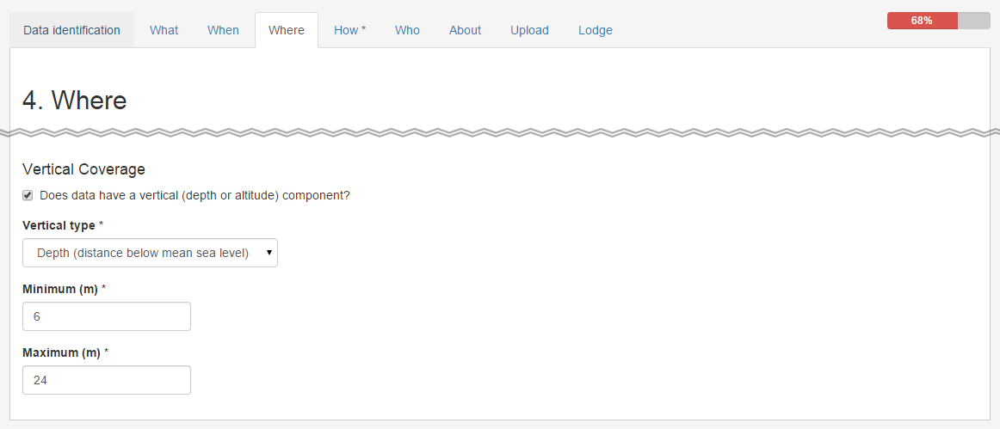 Data identification What When Where How * Who About Upload Lodge 68%
4. Where
Vertical Coverage
Does data have a vertical (depth or altitude) component?
Vertical type *
Depth (distance below mean sea level)
Minimum (m) *
6
Maximum (m) *
24